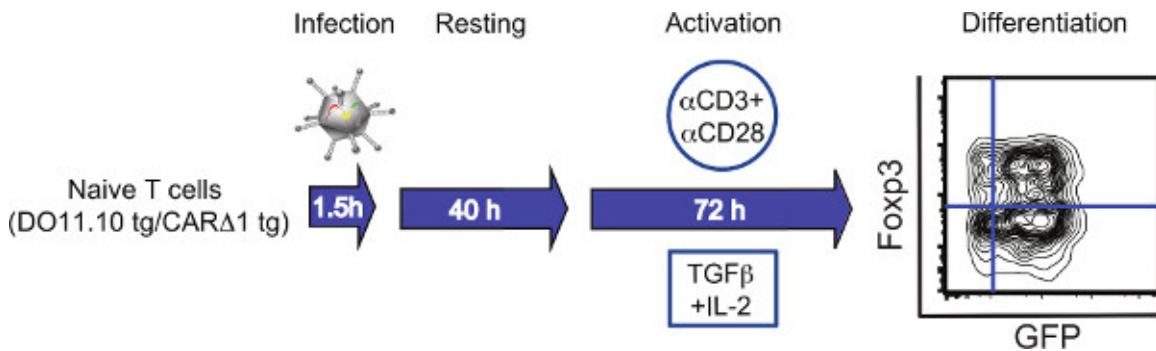 Infection
Resting
Activation
Differentiation
αCD3+
αCD28
Naive T cells
(DO11.10 tg/CARΔ1 tg)
1.5h
40 h
72 h
TGFβ
+IL-2
Foxp3
GFP